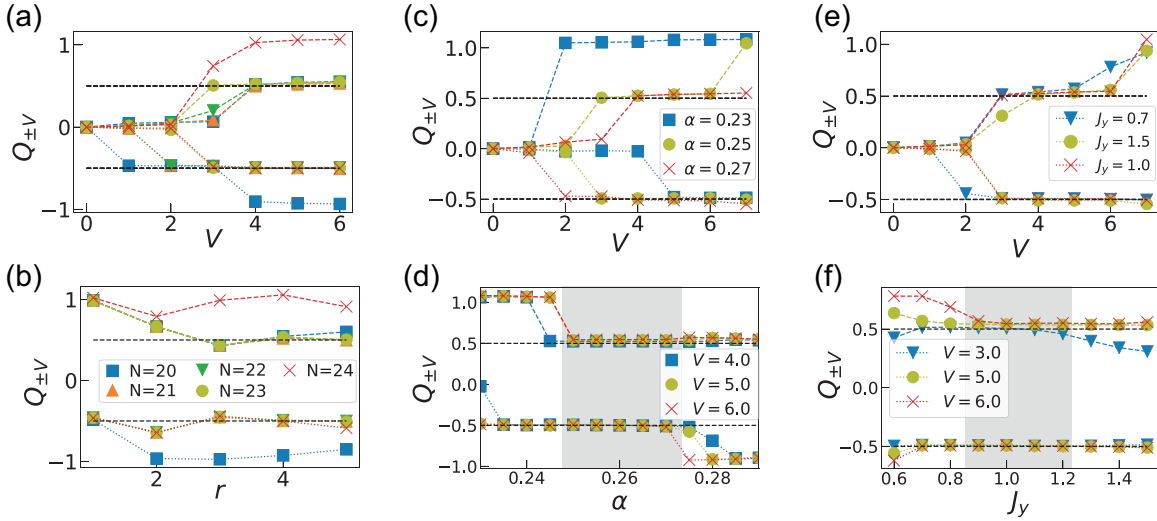 (a)
1
0
−1
Q±V
0
2
4
6
V
(b)
1
0
−1
Q±V
N=20
N=22
N=24
N=21
N=23
2
4
r
(c)
1.0
0.5
0.0
−0.5
Q±V
α = 0.23
α = 0.25
α = 0.27
0
2
4
6
V
(d)
1.0
0.5
0.0
−0.5
−1.0
Q±V
V = 4.0
V = 5.0
V = 6.0
0.24
0.26
0.28
α
(e)
1.0
0.5
0.0
−0.5
Q±V
Jy = 0.7
Jy = 1.5
Jy = 1.0
0
2
4
6
V
(f)
0.5
0.0
−0.5
Q±V
V = 3.0
V = 5.0
V = 6.0
0.6
0.8
1.0
1.2
1.4
Jy